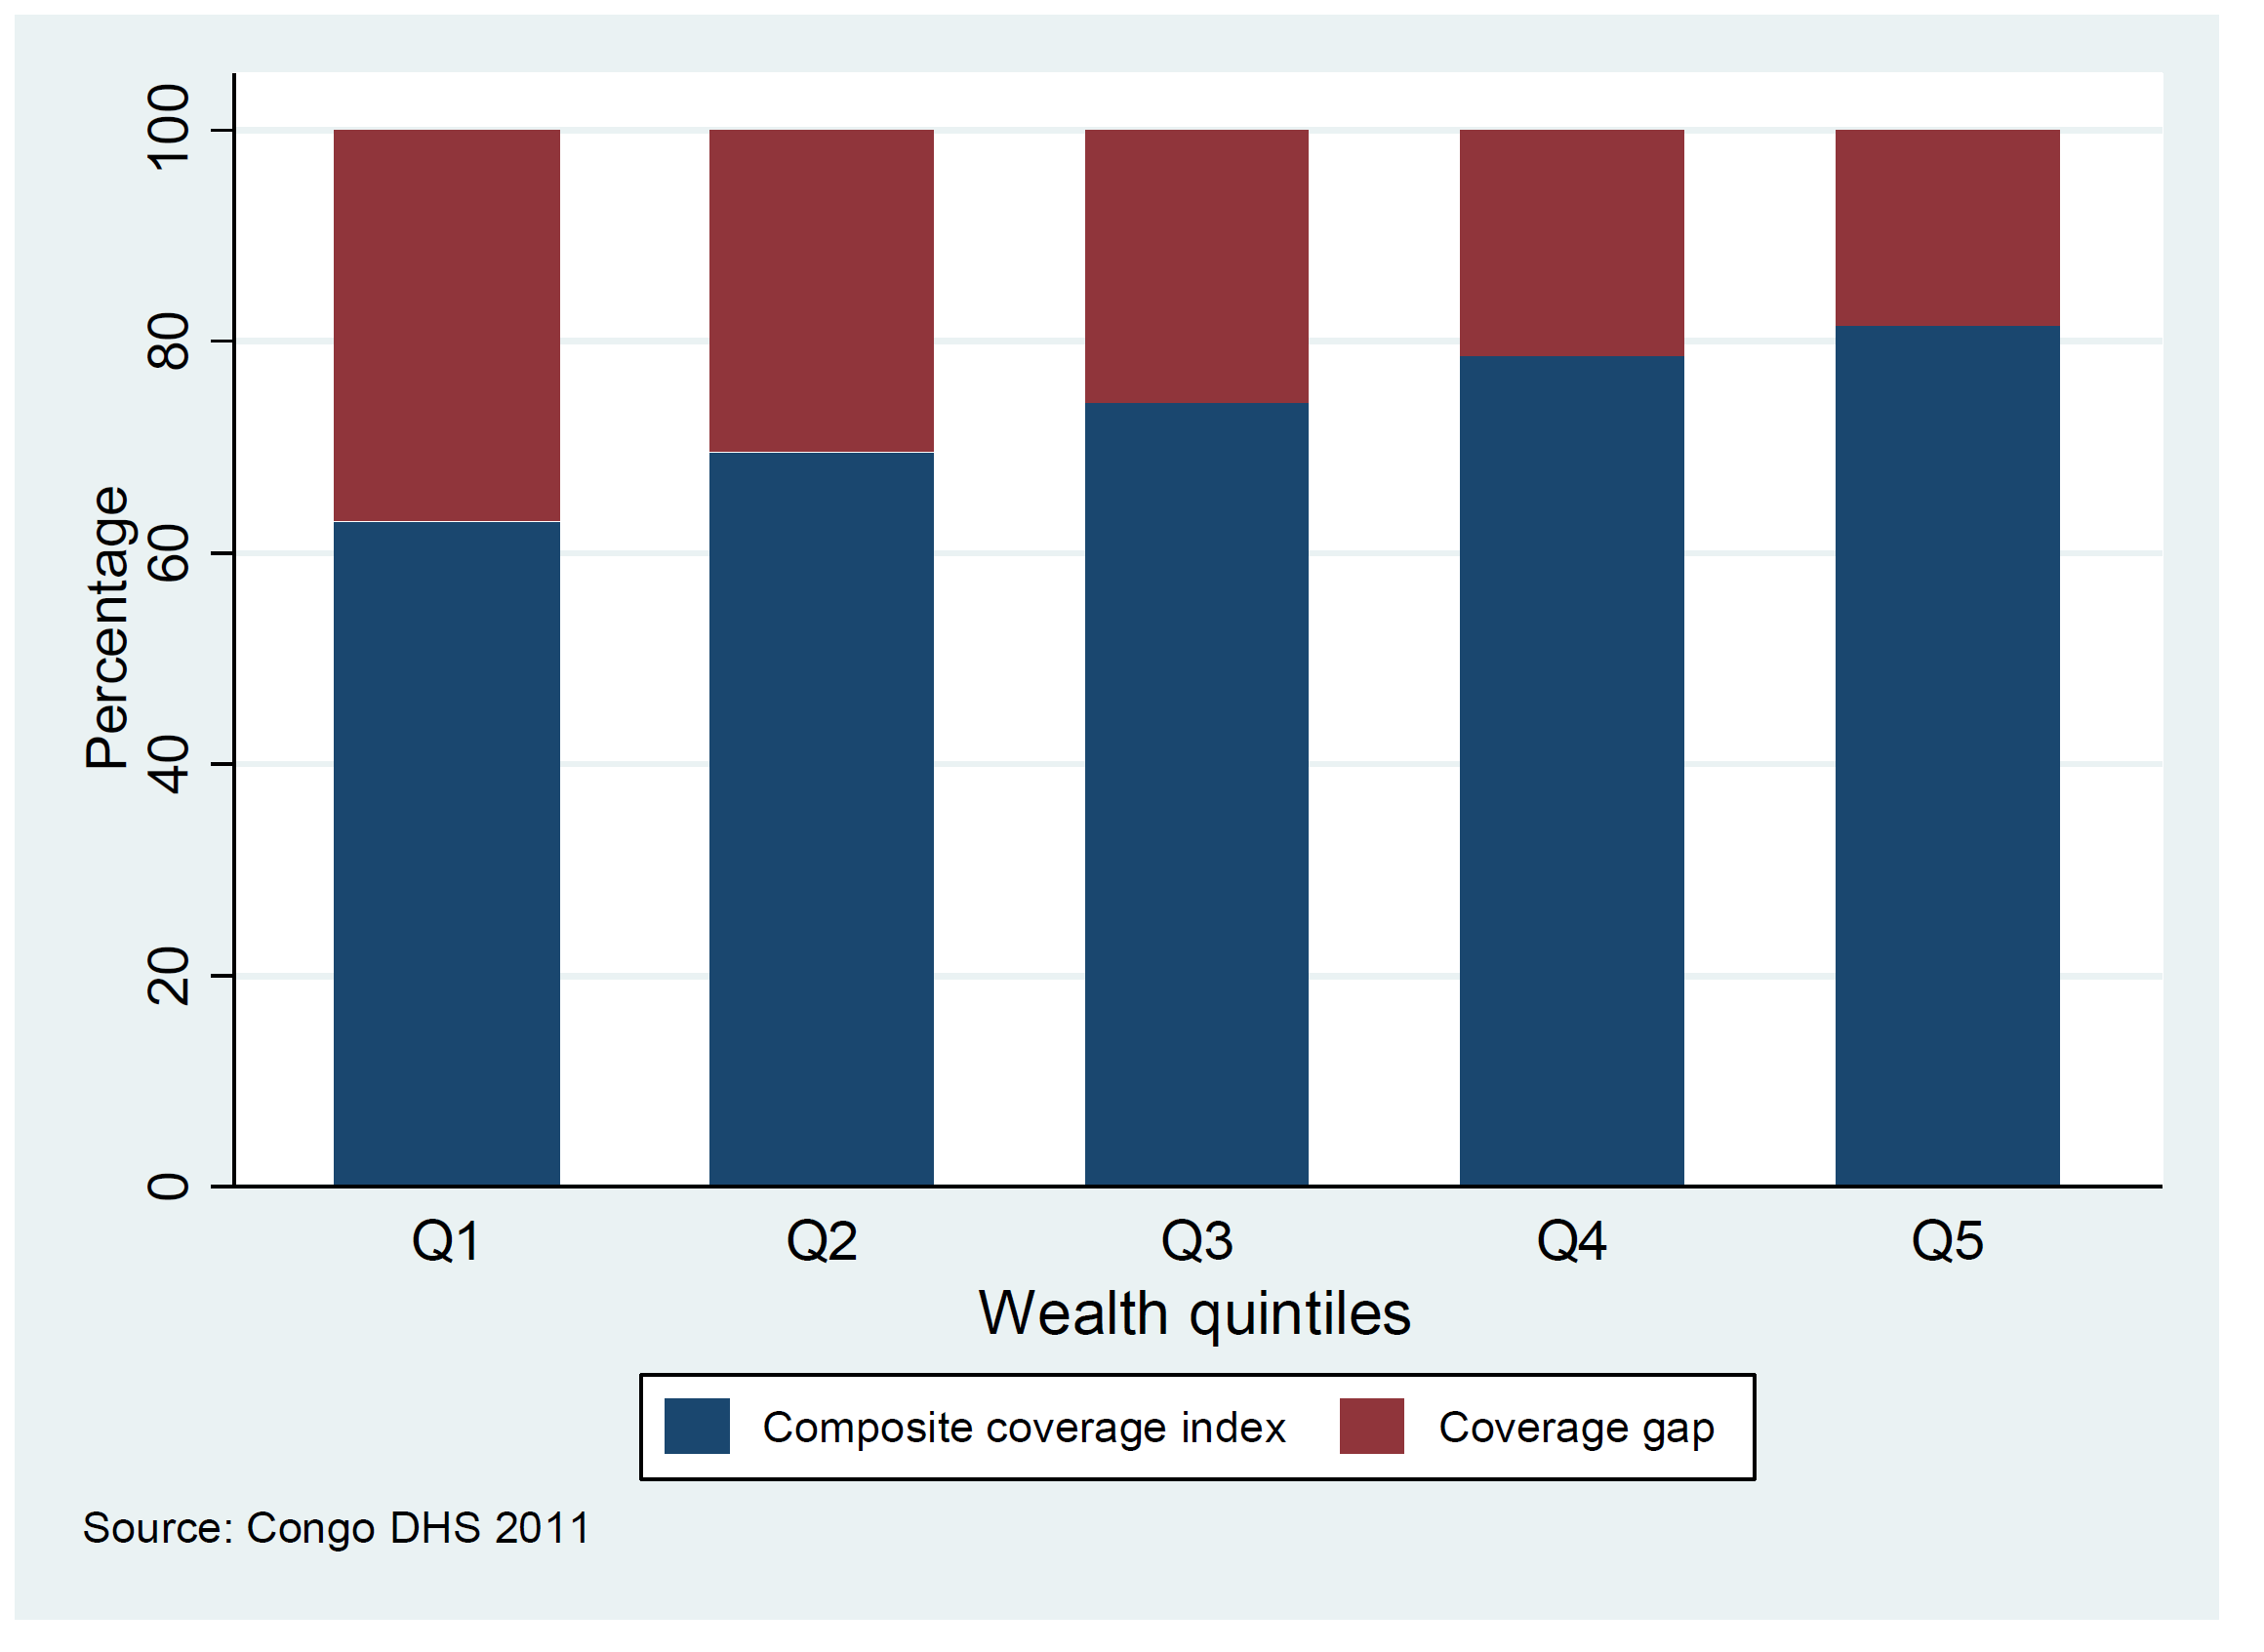 Percentage
100
80
60
40
20
0
Q1 Q2 Q3 Q4 Q5
Wealth quintiles
Composite coverage index Coverage gap
Source: Congo DHS 2011